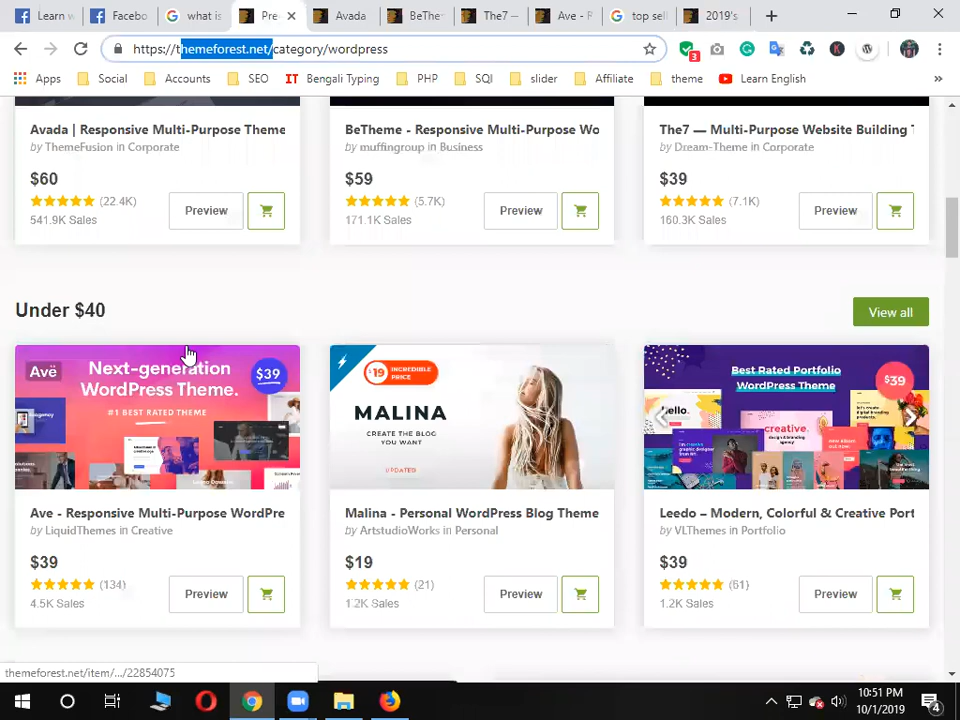 Learn w
Facebo
what is
Pre
Avada
BeThe
The7 —
Ave - R
top sell
2019's
https://themeforest.net/category/wordpress
3
K
Apps
Social
Accounts
SEO
IT Bengali Typing
PHP
SQl
slider
Affiliate
theme
Learn English
»
Avada | Responsive Multi-Purpose Theme
by ThemeFusion in Corporate
$60
(22.4K)
541.9K Sales
Preview
BeTheme - Responsive Multi-Purpose Wo
by muffingroup in Business
$59
(5.7K)
171.1K Sales
Preview
The7 — Multi-Purpose Website Building T
by Dream-Theme in Corporate
$39
(7.1K)
160.3K Sales
Preview
Under $40
View all
Avē
Next-generation
WordPress Theme.
#1 BEST RATED THEME
$39
Ave - Responsive Multi-Purpose WordPre
by LiquidThemes in Creative
$39
(134)
4.5K Sales
Preview
$19 INCREDIBLE
PRICE
MALINA
CREATE THE BLOG
YOU WANT
UPDATED
Malina - Personal WordPress Blog Theme
by ArtstudioWorks in Personal
$19
(21)
1.2K Sales
Preview
Best Rated Portfolio
WordPress Theme
$39
hello.
creative.
Leedo – Modern, Colorful & Creative Port
by VLThemes in Portfolio
$39
(61)
1.2K Sales
Preview
themeforest.net/item/.../22854075
10:51 PM
10/1/2019
4